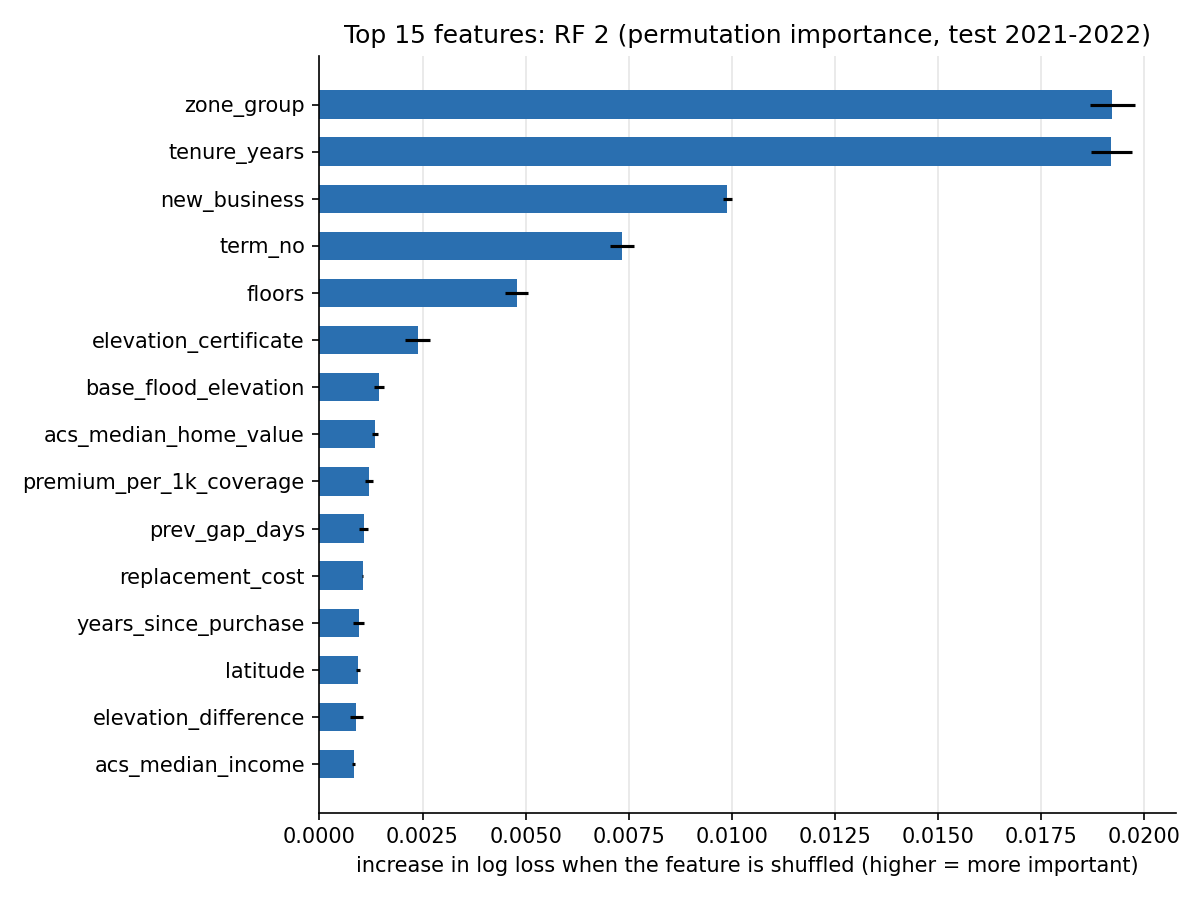 Top 15 features: RF 2 (permutation importance, test 2021-2022)
zone_group
tenure_years
new_business
term_no
floors
elevation_certificate
base_flood_elevation
acs_median_home_value
premium_per_1k_coverage
prev_gap_days
replacement_cost
years_since_purchase
latitude
elevation_difference
acs_median_income
0.0000 0.0025 0.0050 0.0075 0.0100 0.0125 0.0150 0.0175 0.0200
increase in log loss when the feature is shuffled (higher = more important)